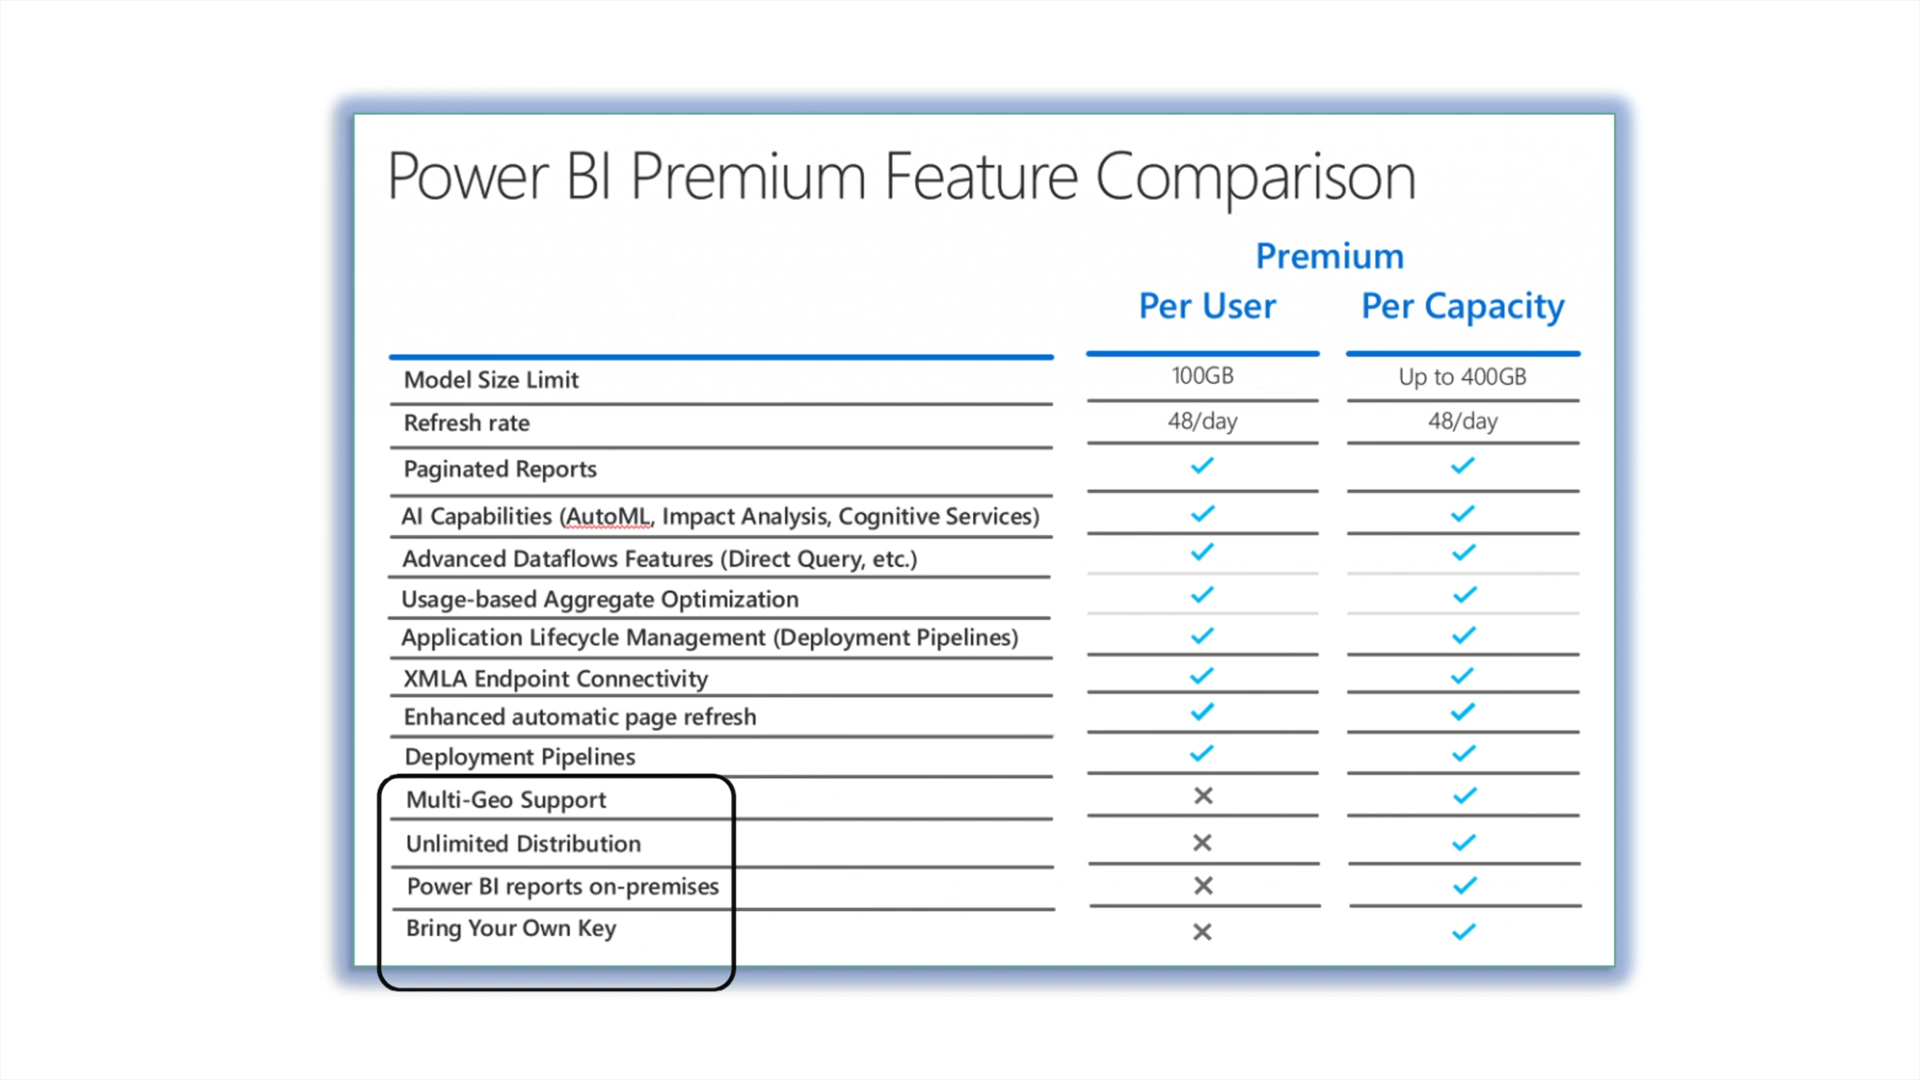 Power BI Premium Feature Comparison
Premium
Per User Per Capacity
Model Size Limit 100GB Up to 400GB
Refresh rate 48/day 48/day
Paginated Reports
AI Capabilities (AutoML, Impact Analysis, Cognitive Services)
Advanced Dataflows Features (Direct Query, etc.)
Usage-based Aggregate Optimization
Application Lifecycle Management (Deployment Pipelines)
XMLA Endpoint Connectivity
Enhanced automatic page refresh
Deployment Pipelines
Multi-Geo Support
Unlimited Distribution
Power BI reports on-premises
Bring Your Own Key